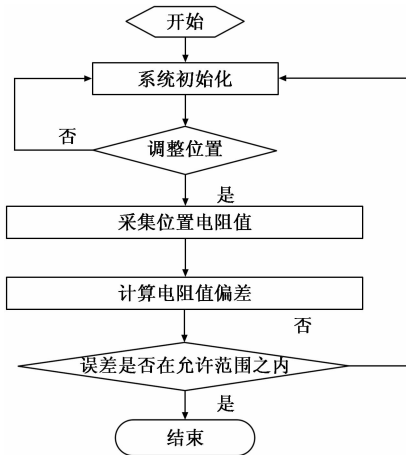 开始
系统初始化
否
调整位置
是
采集位置电阻值
计算电阻值偏差
否
误差是否在允许范围之内
是
结束